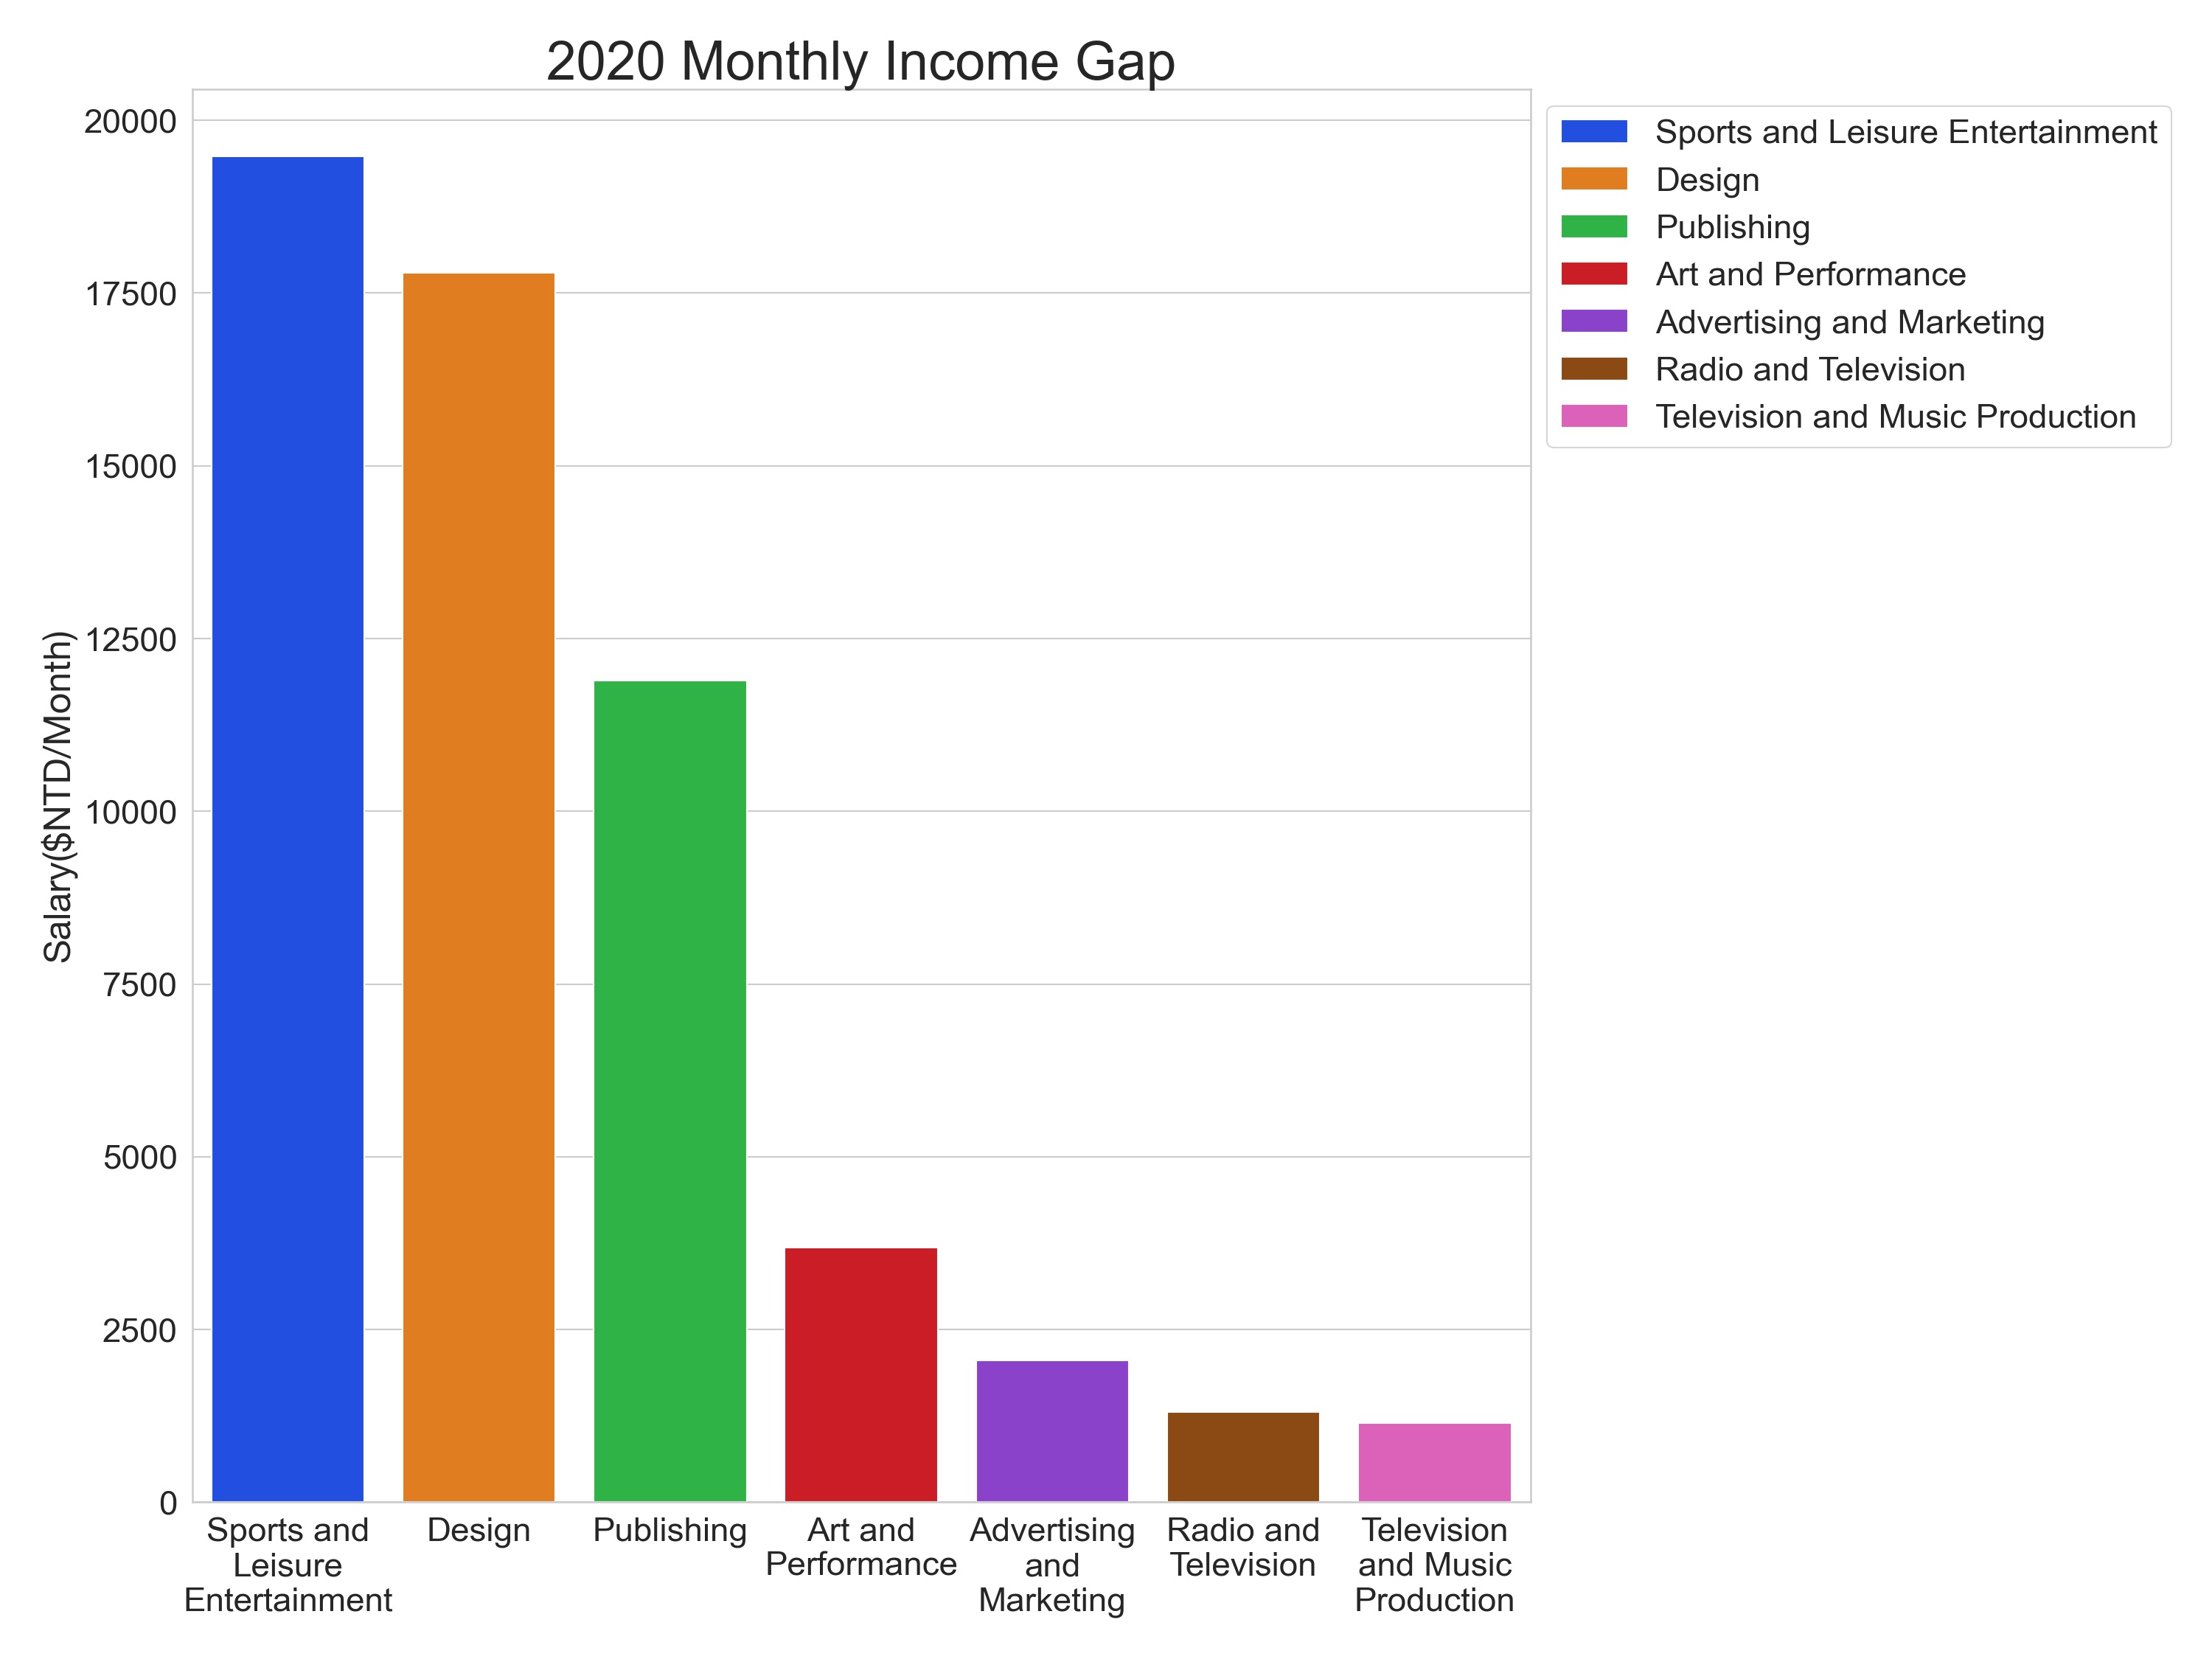 2020 Monthly Income Gap
Salary($NTD/Month)
20000
17500
15000
12500
10000
7500
5000
2500
0
Sports and
Leisure
Entertainment
Design
Publishing
Art and
Performance
Advertising
and
Marketing
Radio and
Television
Television
and Music
Production
Sports and Leisure Entertainment
Design
Publishing
Art and Performance
Advertising and Marketing
Radio and Television
Television and Music Production